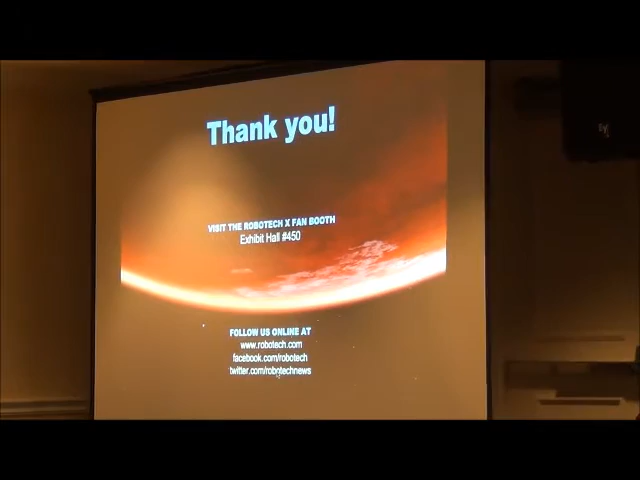 Thank you!
VISIT THE ROBOTECH X FAN BOOTH
Exhibit Hall #450
FOLLOW US ONLINE AT
www.robotech.com
facebook.com/robotech
twitter.com/robotechnews